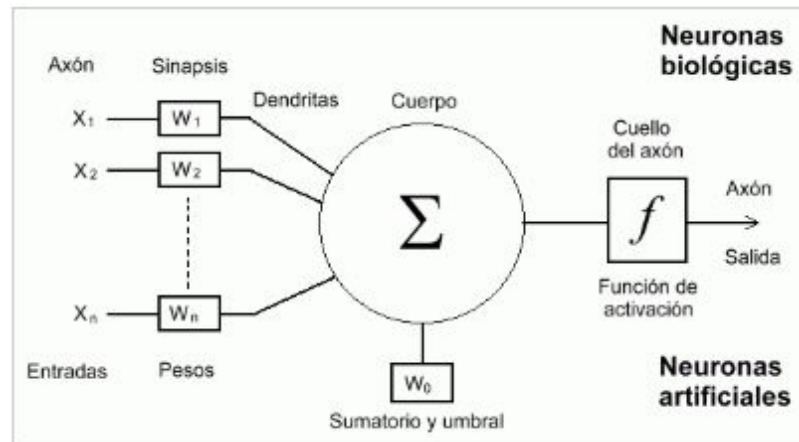 Neuronas
biológicas
Axón
Sinapsis
Dendritas
Cuerpo
X1
W1
X2
W2
Xn
Wn
Σ
Cuello
del axón
f
Axón
Salida
Función de
activación
Entradas
Pesos
W0
Sumatorio y umbral
Neuronas
artificiales